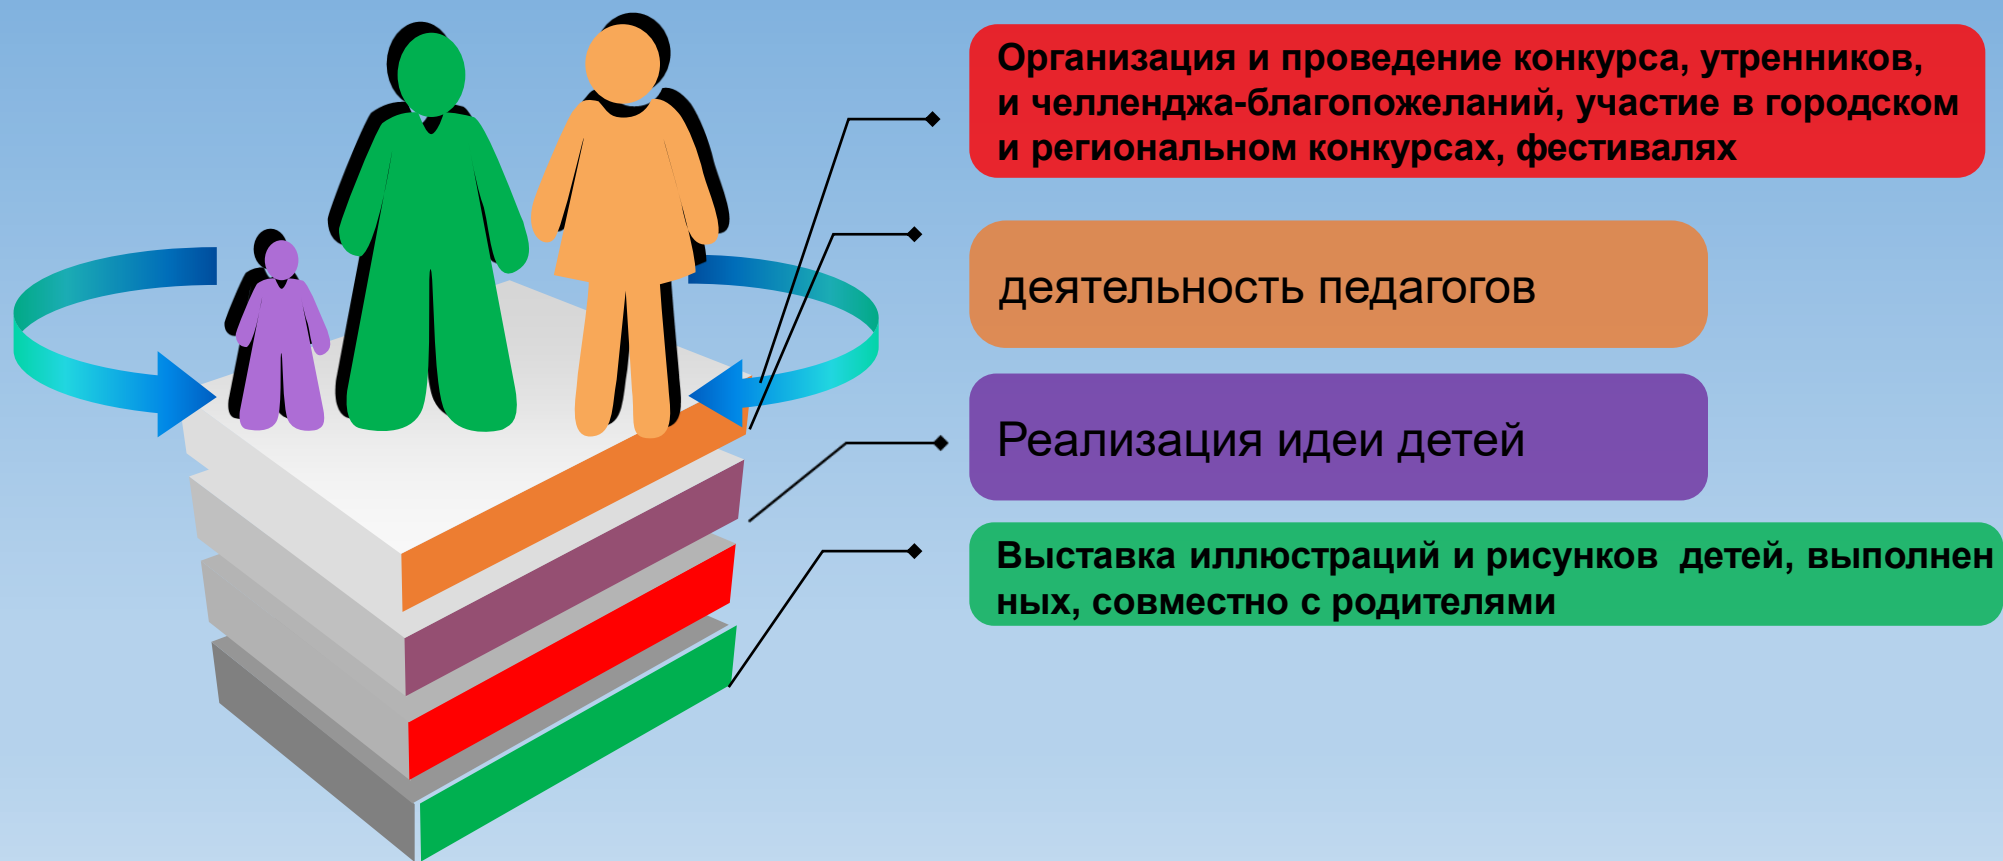 Организация и проведение конкурса, утренников,
и челленджа-благопожеланий, участие в городском
и региональном конкурсах, фестивалях
деятельность педагогов
Реализация идеи детей
Выставка иллюстраций и рисунков  детей, выполнен
ных, совместно с родителями